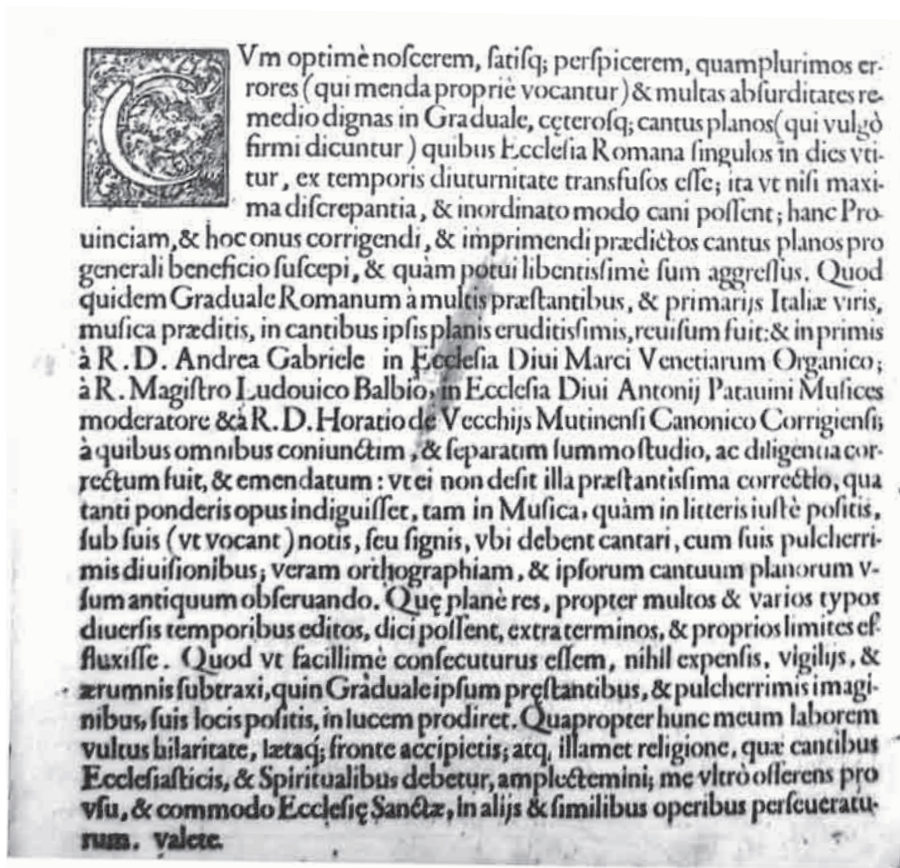 CVm optimè noſcerem, ſatiſq; perſpicerem, quamplurimos er-
rores (qui menda propriè vocantur) & multas abſurditates re-
medio dignas in Graduale, cęteroſq; cantus planos (qui vulgò
firmi dicuntur) quibus Eccleſia Romana ſingulos in dies vti-
tur, ex temporis diuturnitate transfuſos eſſe; ita vt niſi maxi-
ma diſcrepantia, & inordinato modo cani poſſent; hanc Pro-
uinciam, & hoc onus corrigendi, & imprimendi prædictos cantus planos pro
generali beneficio ſuſcepi, & quàm potui libentisſimè ſum aggreſſus. Quod
quidem Graduale Romanum à multis præſtantibus, & primarijs Italiæ viris,
muſica præditis, in cantibus ipſis planis eruditisſimis, reuiſum fuit: & in primis
à R. D. Andrea Gabriele in Eccleſia Diui Marci Venetiarum Organico;
à R. Magiſtro Ludouico Balbio, in Eccleſia Diui Antonij Patauini Muſices
moderatore & à R. D. Horatio de Vecchijs Mutinenſi Canonico Corrigienſi;
à quibus omnibus coniunctim, & ſeparatim ſummo ſtudio, ac diligentia cor-
rectum fuit, & emendatum: vt ei non deſit illa præſtantisſima correctio, qua
tanti ponderis opus indiguiſſet, tam in Muſica, quàm in litteris iuſtè poſitis,
ſub ſuis (vt vocant) notis, ſeu ſignis, vbi debent cantari, cum ſuis pulcherri-
mis diuiſionibus; veram orthographiam, & ipſorum cantuum planorum v-
ſum antiquum obſeruando. Quę planè res, propter multos & varios typos
diuerſis temporibus editos, dici poſſent, extra terminos, & proprios limites ef-
fluxiſſe. Quod vt facillimè conſecuturus eſſem, nihil expenſis, vigilijs, &
ærumnis ſubtraxi, quin Graduale ipſum pręſtantibus, & pulcherrimis imagi-
nibus, ſuis locis poſitis, in lucem prodiret. Quapropter hunc meum laborem
vultus hilaritate, lætaq; fronte accipietis; atq, illamet religione, quæ cantibus
Eccleſiaſticis, & Spiritualibus debetur, amplectemini; me vltrò offerens pro
vſu, & commodo Eccleſię Sanctæ, in alijs & ſimilibus operibus perſeueratu-
rum. valete.